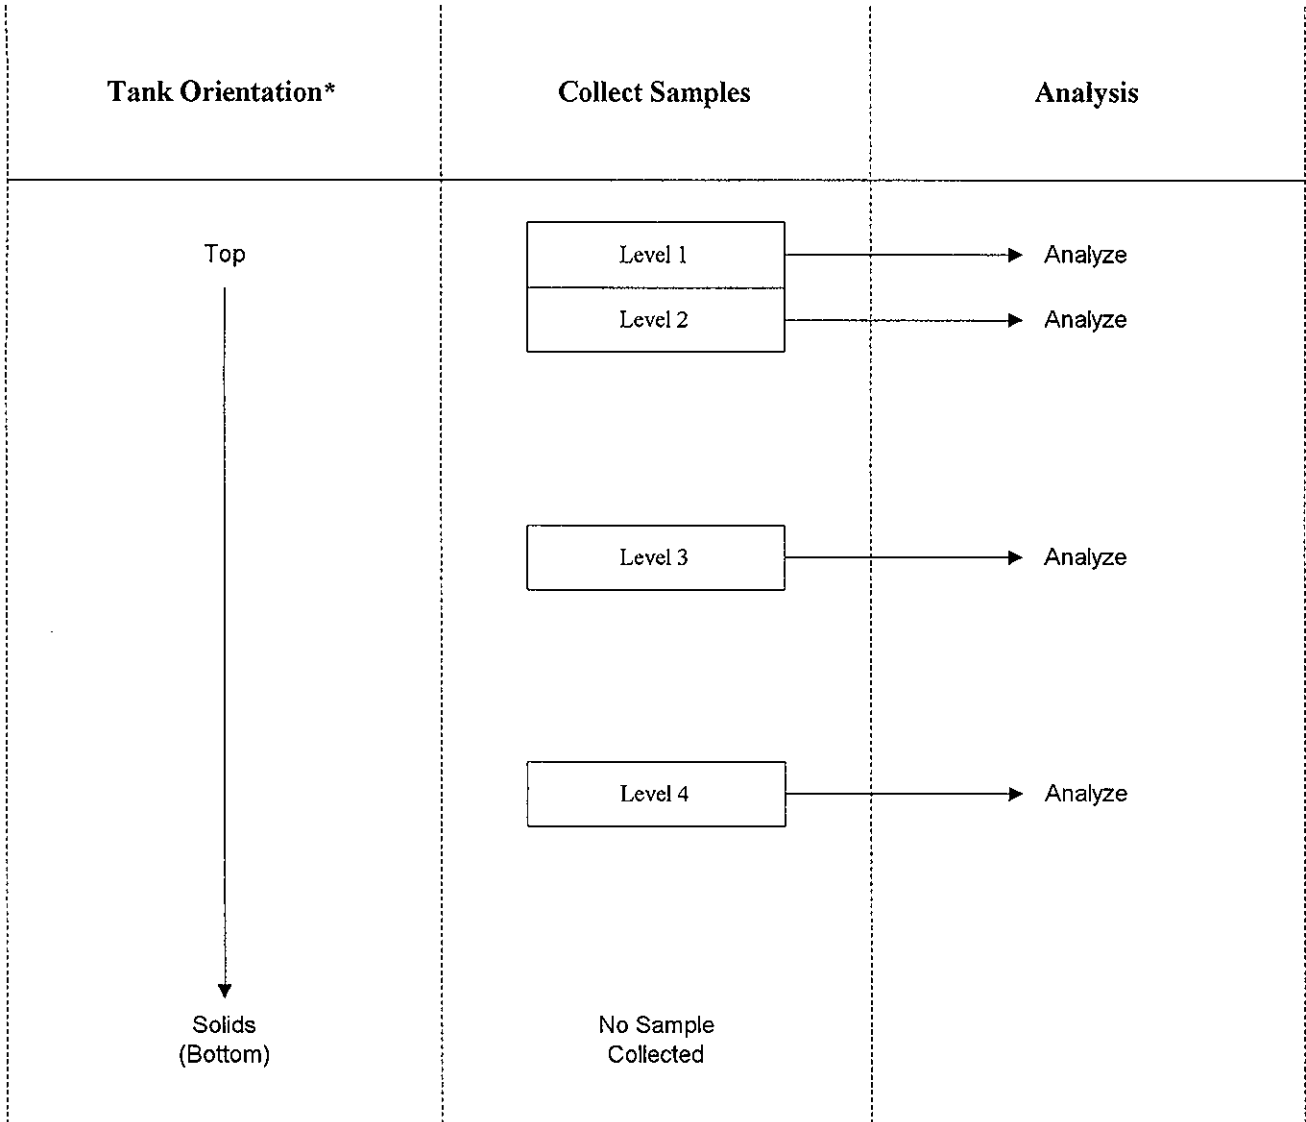 Tank Orientation*
Collect Samples
Analysis
Top
Level 1
Analyze
Level 2
Analyze
Level 3
Analyze
Level 4
Analyze
Solids
(Bottom)
No Sample
Collected